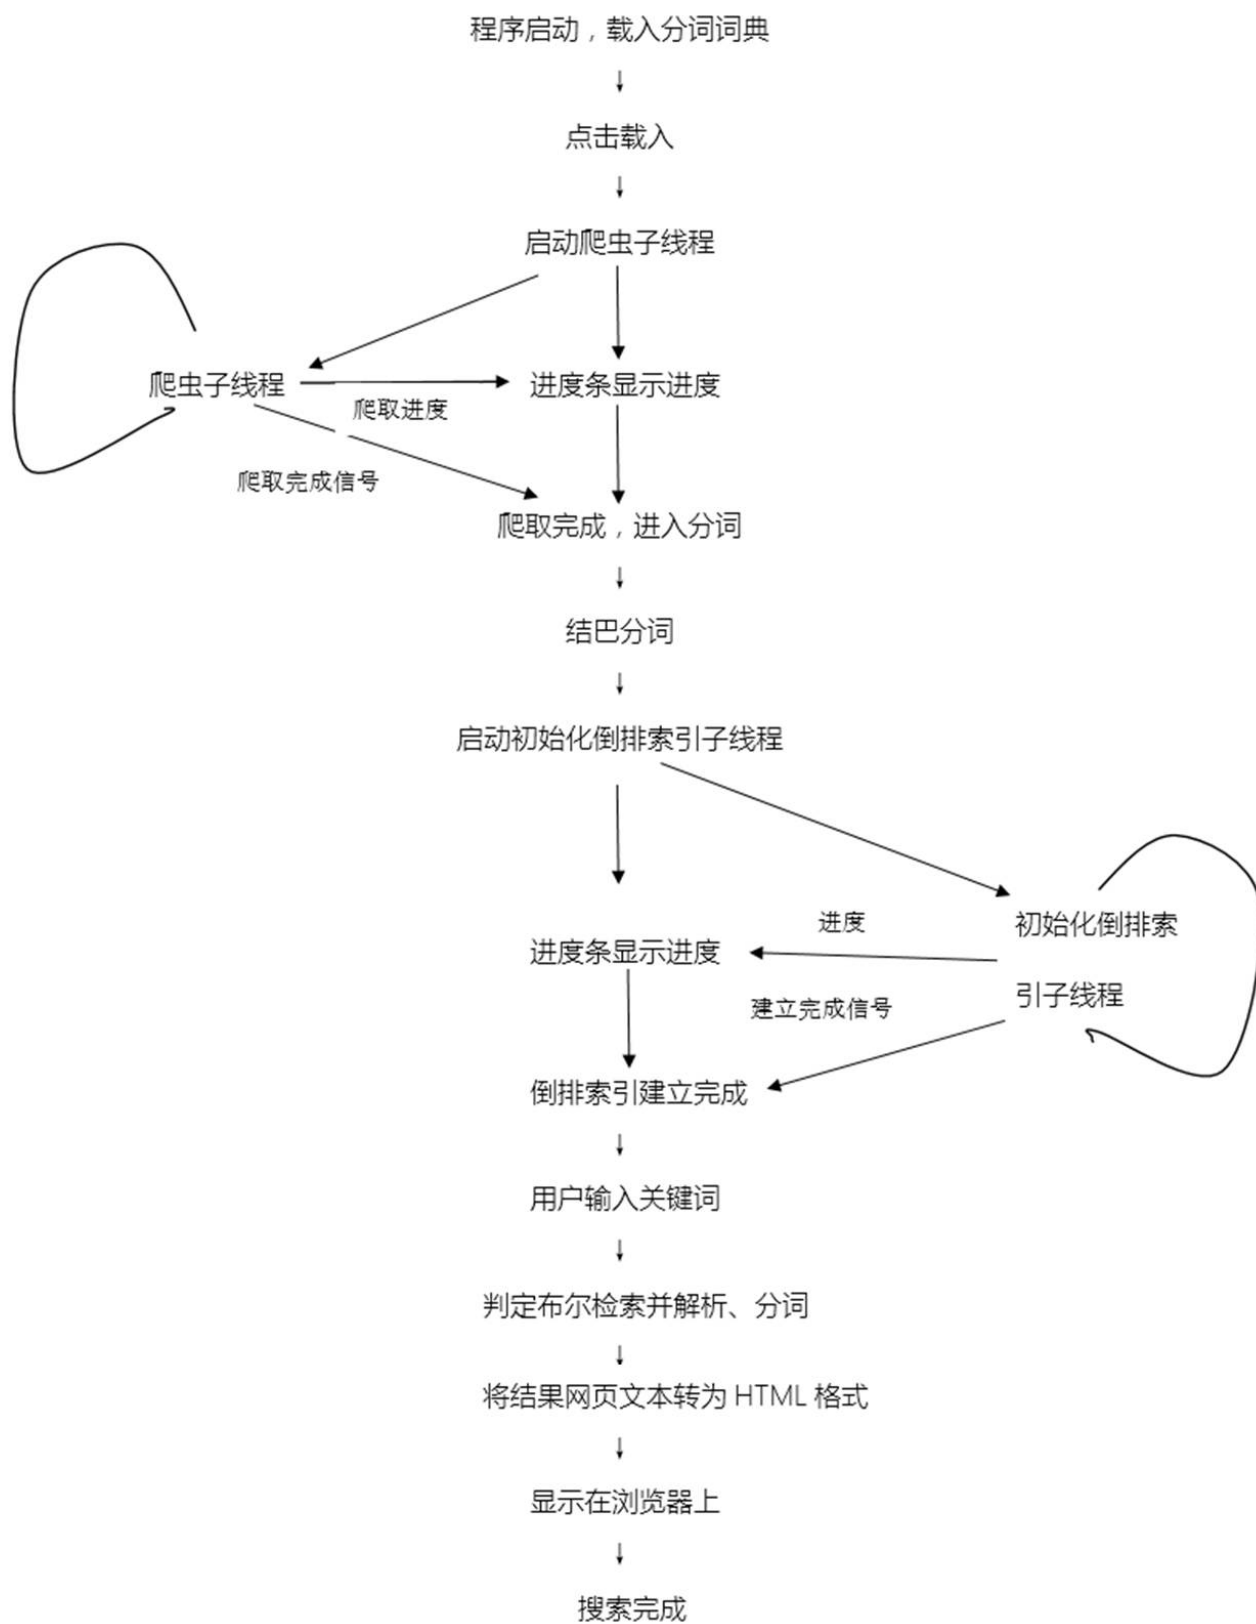 程序启动，载入分词词典
点击载入
启动爬虫子线程
爬虫子线程
进度条显示进度
爬取进度
爬取完成信号
爬取完成，进入分词
结巴分词
启动初始化倒排索引子线程
初始化倒排索
引子线程
进度
进度条显示进度
建立完成信号
倒排索引建立完成
用户输入关键词
判定布尔检索并解析、分词
将结果网页文本转为 HTML 格式
显示在浏览器上
搜索完成